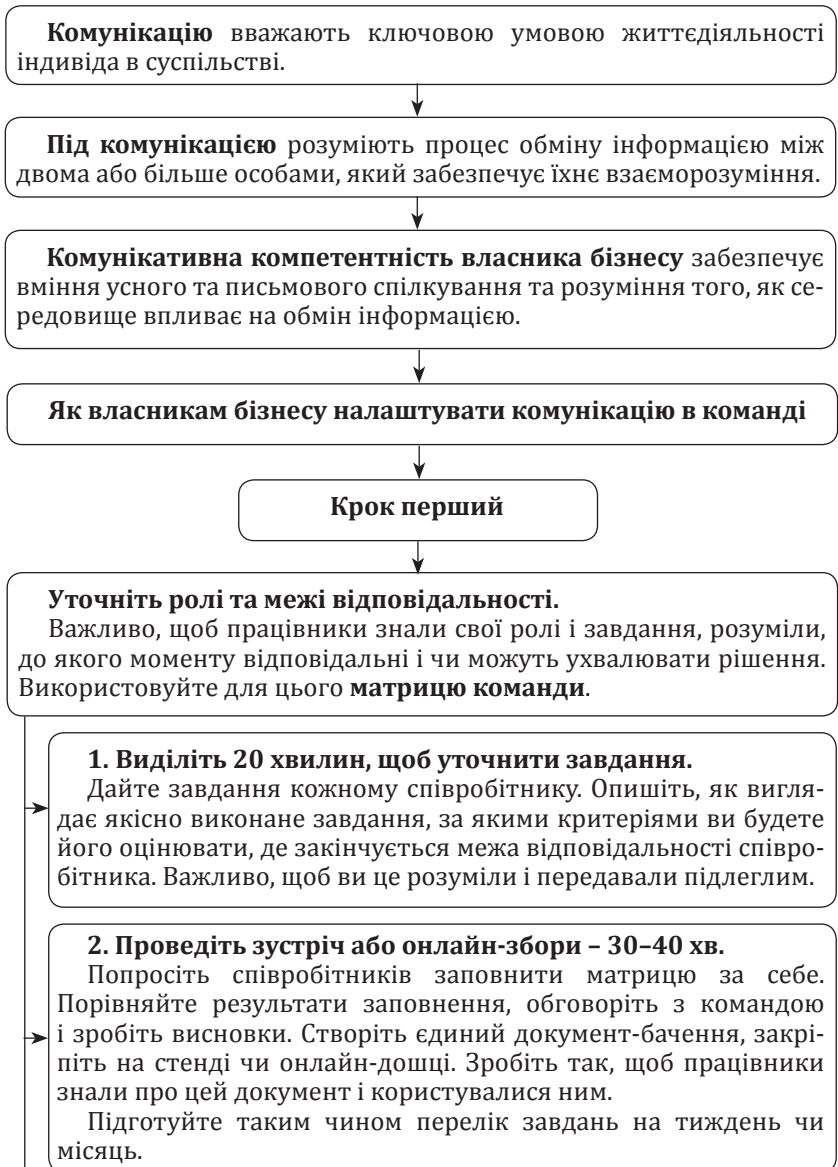 Комунікацію вважають ключовою умовою життєдіяльності
індивіда в суспільстві.
Під комунікацією розуміють процес обміну інформацією між
двома або більше особами, який забезпечує їхнє взаєморозуміння.
Комунікативна компетентність власника бізнесу забезпечує
вміння усного та письмового спілкування та розуміння того, як се-
редовище впливає на обмін інформацією.
Як власникам бізнесу налаштувати комунікацію в команді
Крок перший
Уточніть ролі та межі відповідальності.
Важливо, щоб працівники знали свої ролі і завдання, розуміли,
до якого моменту відповідальні і чи можуть ухвалювати рішення.
Використовуйте для цього матрицю команди.
1. Виділіть 20 хвилин, щоб уточнити завдання.
Дайте завдання кожному співробітнику. Опишіть, як вигля-
дає якісно виконане завдання, за якими критеріями ви будете
його оцінювати, де закінчується межа відповідальності співро-
бітника. Важливо, щоб ви це розуміли і передавали підлеглим.
2. Проведіть зустріч або онлайн-збори – 30–40 хв.
Попросіть співробітників заповнити матрицю за себе.
Порівняйте результати заповнення, обговоріть з командою
і зробіть висновки. Створіть єдиний документ-бачення, закрі-
піть на стенді чи онлайн-дошці. Зробіть так, щоб працівники
знали про цей документ і користувалися ним.
Підготуйте таким чином перелік завдань на тиждень чи
місяць.